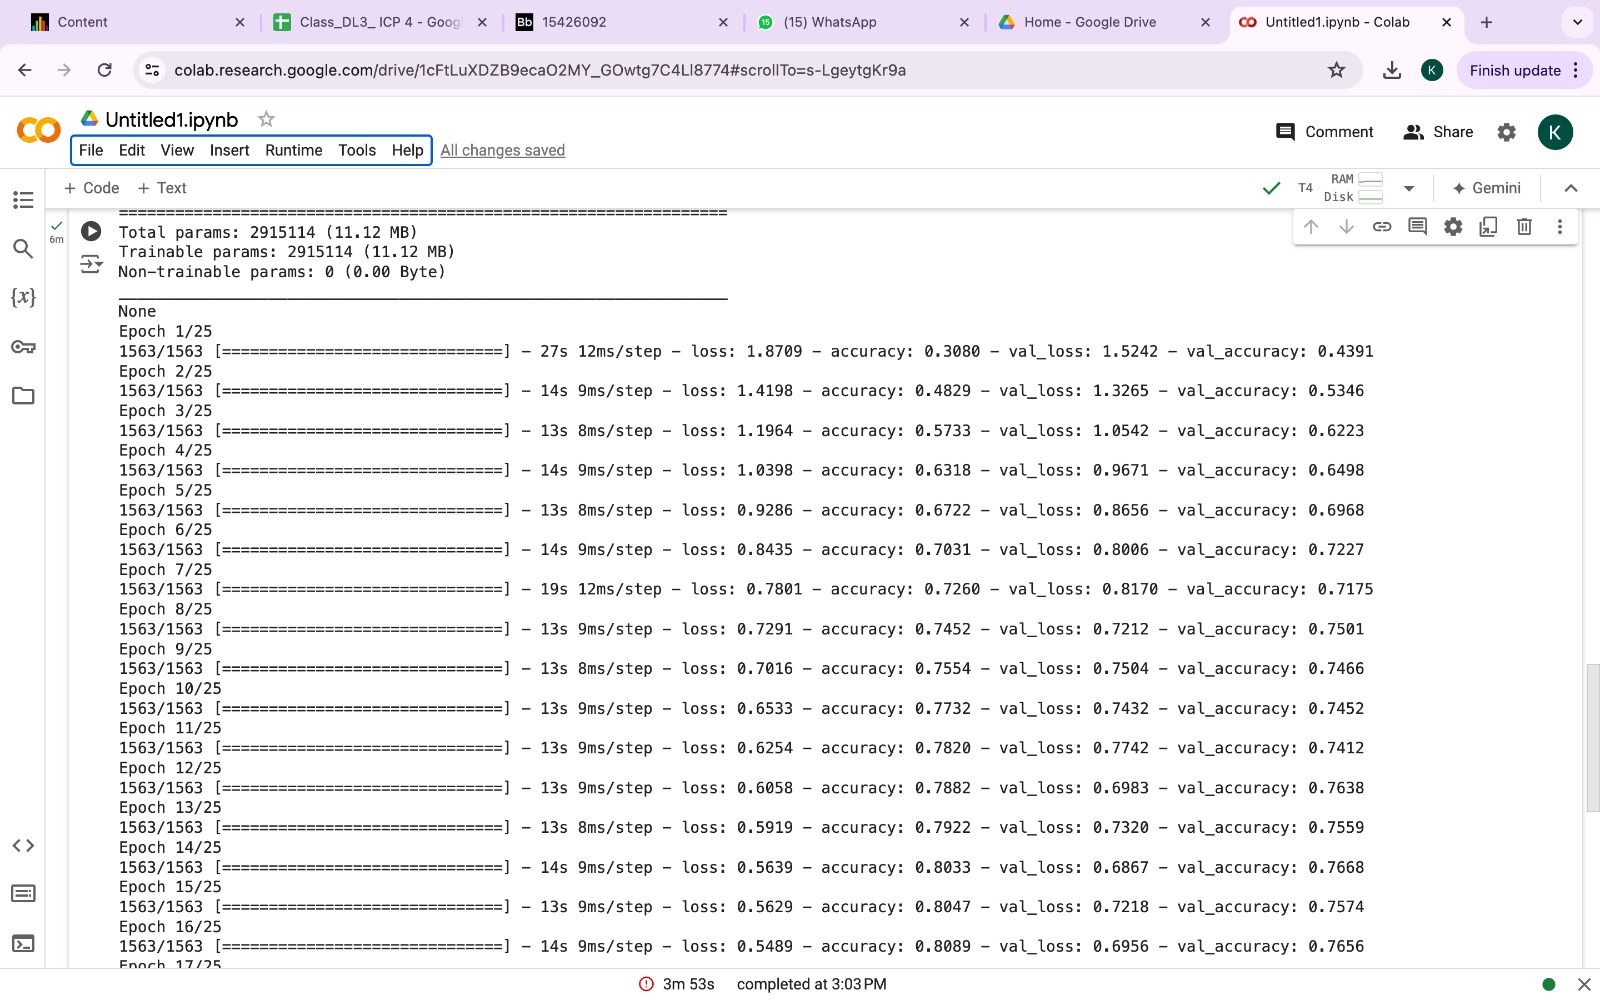 Content
Class_DL3_ ICP 4 - Goog
Bb 15426092
15 (15) WhatsApp
Home - Google Drive
Untitled1.ipynb - Colab
colab.research.google.com/drive/1cFtLuXDZB9ecaO2MY_GOwtg7C4Ll8774#scrollTo=s-LgeytgKr9a
K
Finish update
Untitled1.ipynb
File Edit View Insert Runtime Tools Help All changes saved
Comment
Share
K
+ Code + Text
T4
RAM
Disk
Gemini
6m
=================================================================
Total params: 2915114 (11.12 MB)
Trainable params: 2915114 (11.12 MB)
Non-trainable params: 0 (0.00 Byte)
_________________________________________________________________
None
Epoch 1/25
1563/1563 [==============================] - 27s 12ms/step - loss: 1.8709 - accuracy: 0.3080 - val_loss: 1.5242 - val_accuracy: 0.4391
Epoch 2/25
1563/1563 [==============================] - 14s 9ms/step - loss: 1.4198 - accuracy: 0.4829 - val_loss: 1.3265 - val_accuracy: 0.5346
Epoch 3/25
1563/1563 [==============================] - 13s 8ms/step - loss: 1.1964 - accuracy: 0.5733 - val_loss: 1.0542 - val_accuracy: 0.6223
Epoch 4/25
1563/1563 [==============================] - 14s 9ms/step - loss: 1.0398 - accuracy: 0.6318 - val_loss: 0.9671 - val_accuracy: 0.6498
Epoch 5/25
1563/1563 [==============================] - 13s 8ms/step - loss: 0.9286 - accuracy: 0.6722 - val_loss: 0.8656 - val_accuracy: 0.6968
Epoch 6/25
1563/1563 [==============================] - 14s 9ms/step - loss: 0.8435 - accuracy: 0.7031 - val_loss: 0.8006 - val_accuracy: 0.7227
Epoch 7/25
1563/1563 [==============================] - 19s 12ms/step - loss: 0.7801 - accuracy: 0.7260 - val_loss: 0.8170 - val_accuracy: 0.7175
Epoch 8/25
1563/1563 [==============================] - 13s 9ms/step - loss: 0.7291 - accuracy: 0.7452 - val_loss: 0.7212 - val_accuracy: 0.7501
Epoch 9/25
1563/1563 [==============================] - 13s 8ms/step - loss: 0.7016 - accuracy: 0.7554 - val_loss: 0.7504 - val_accuracy: 0.7466
Epoch 10/25
1563/1563 [==============================] - 13s 9ms/step - loss: 0.6533 - accuracy: 0.7732 - val_loss: 0.7432 - val_accuracy: 0.7452
Epoch 11/25
1563/1563 [==============================] - 13s 9ms/step - loss: 0.6254 - accuracy: 0.7820 - val_loss: 0.7742 - val_accuracy: 0.7412
Epoch 12/25
1563/1563 [==============================] - 13s 9ms/step - loss: 0.6058 - accuracy: 0.7882 - val_loss: 0.6983 - val_accuracy: 0.7638
Epoch 13/25
1563/1563 [==============================] - 13s 8ms/step - loss: 0.5919 - accuracy: 0.7922 - val_loss: 0.7320 - val_accuracy: 0.7559
Epoch 14/25
1563/1563 [==============================] - 14s 9ms/step - loss: 0.5639 - accuracy: 0.8033 - val_loss: 0.6867 - val_accuracy: 0.7668
Epoch 15/25
1563/1563 [==============================] - 13s 9ms/step - loss: 0.5629 - accuracy: 0.8047 - val_loss: 0.7218 - val_accuracy: 0.7574
Epoch 16/25
1563/1563 [==============================] - 14s 9ms/step - loss: 0.5489 - accuracy: 0.8089 - val_loss: 0.6956 - val_accuracy: 0.7656
Epoch 17/25
3m 53s completed at 3:03 PM